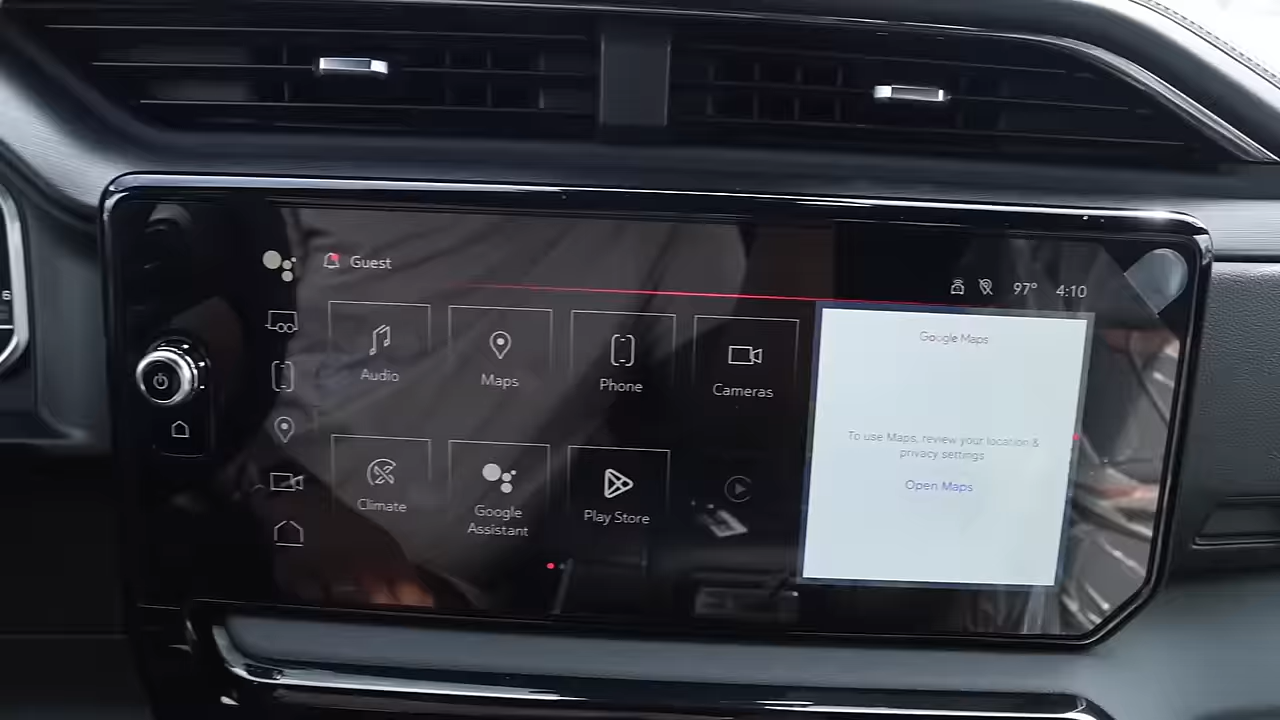 Guest
97° 4:10
Audio
Maps
Phone
Cameras
Climate
Google
Assistant
Play Store
Google Maps
To use Maps, review your location &
privacy settings
Open Maps
6